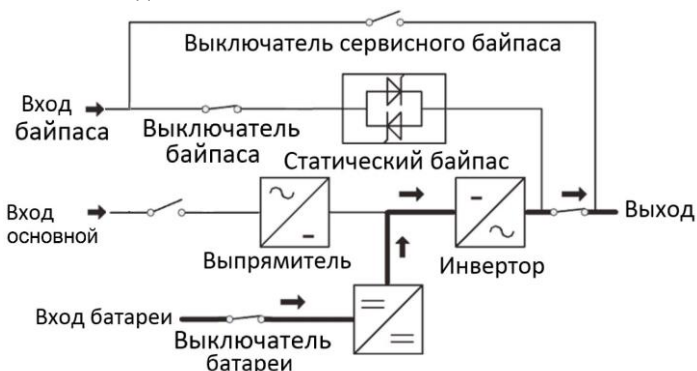 Выключатель сервисного байпаса
Вход
байпаса
Выключатель
байпаса
Статический байпас
Вход
основной
Выпрямитель
Инвертор
Выход
Вход батареи
Выключатель
батареи